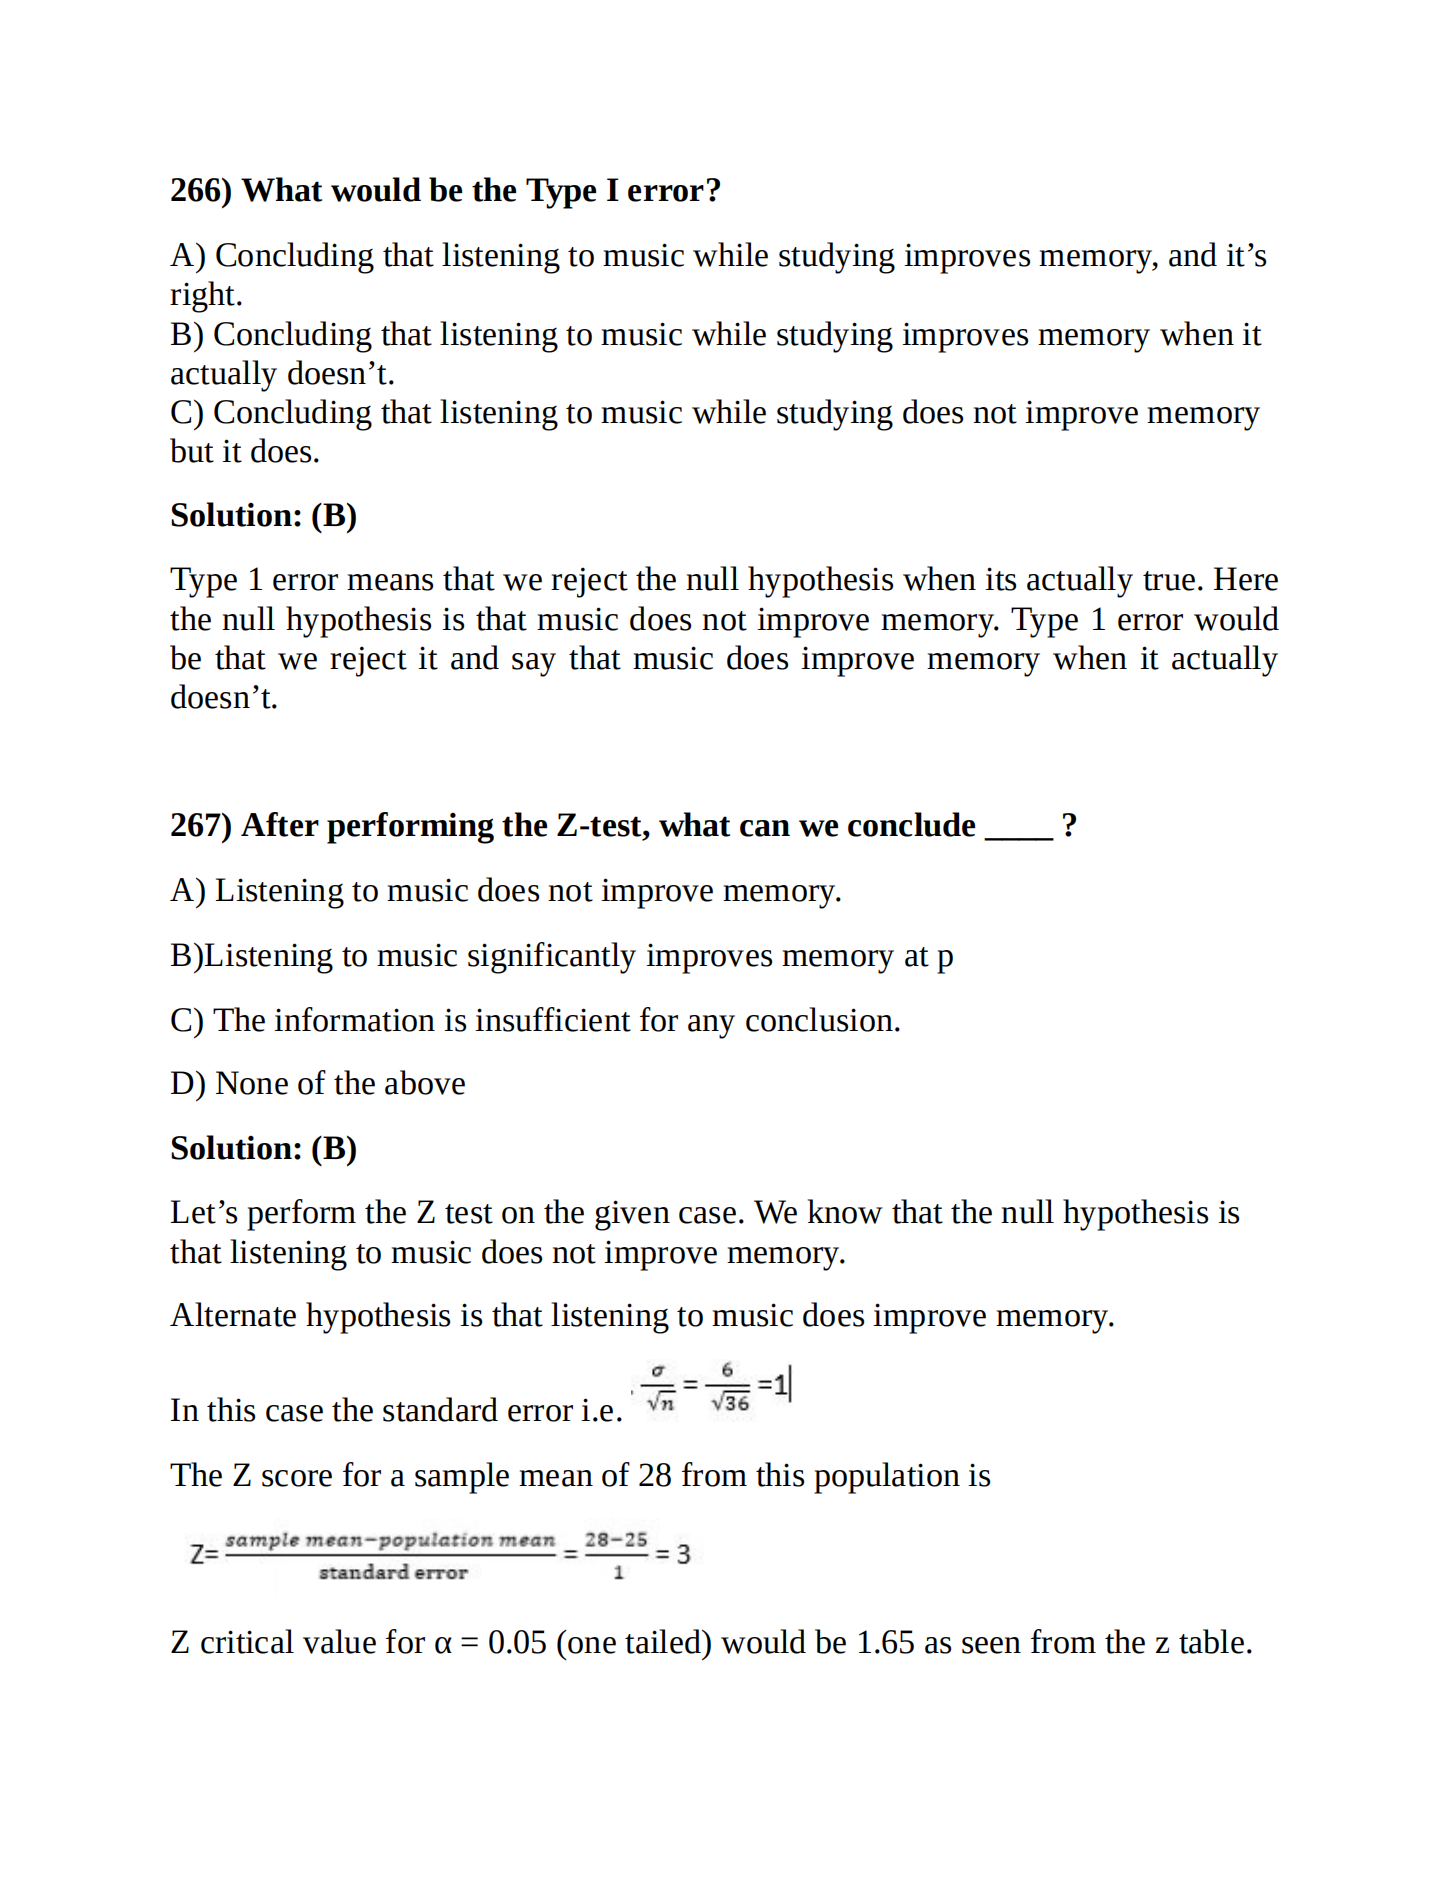 266) What would be the Type I error?
A) Concluding that listening to music while studying improves memory, and it’s
right.
B) Concluding that listening to music while studying improves memory when it
actually doesn’t.
C) Concluding that listening to music while studying does not improve memory
but it does.
Solution: (B)
Type 1 error means that we reject the null hypothesis when its actually true. Here
the null hypothesis is that music does not improve memory. Type 1 error would
be that we reject it and say that music does improve memory when it actually
doesn’t.
267) After performing the Z-test, what can we conclude ____ ?
A) Listening to music does not improve memory.
B)Listening to music significantly improves memory at p
C) The information is insufficient for any conclusion.
D) None of the above
Solution: (B)
Let’s perform the Z test on the given case. We know that the null hypothesis is
that listening to music does not improve memory.
Alternate hypothesis is that listening to music does improve memory.
In this case the standard error i.e. σ/√n = 6/√36 =1
The Z score for a sample mean of 28 from this population is
Z= sample mean−population mean/standard error = 28−25/1 = 3
Z critical value for α = 0.05 (one tailed) would be 1.65 as seen from the z table.